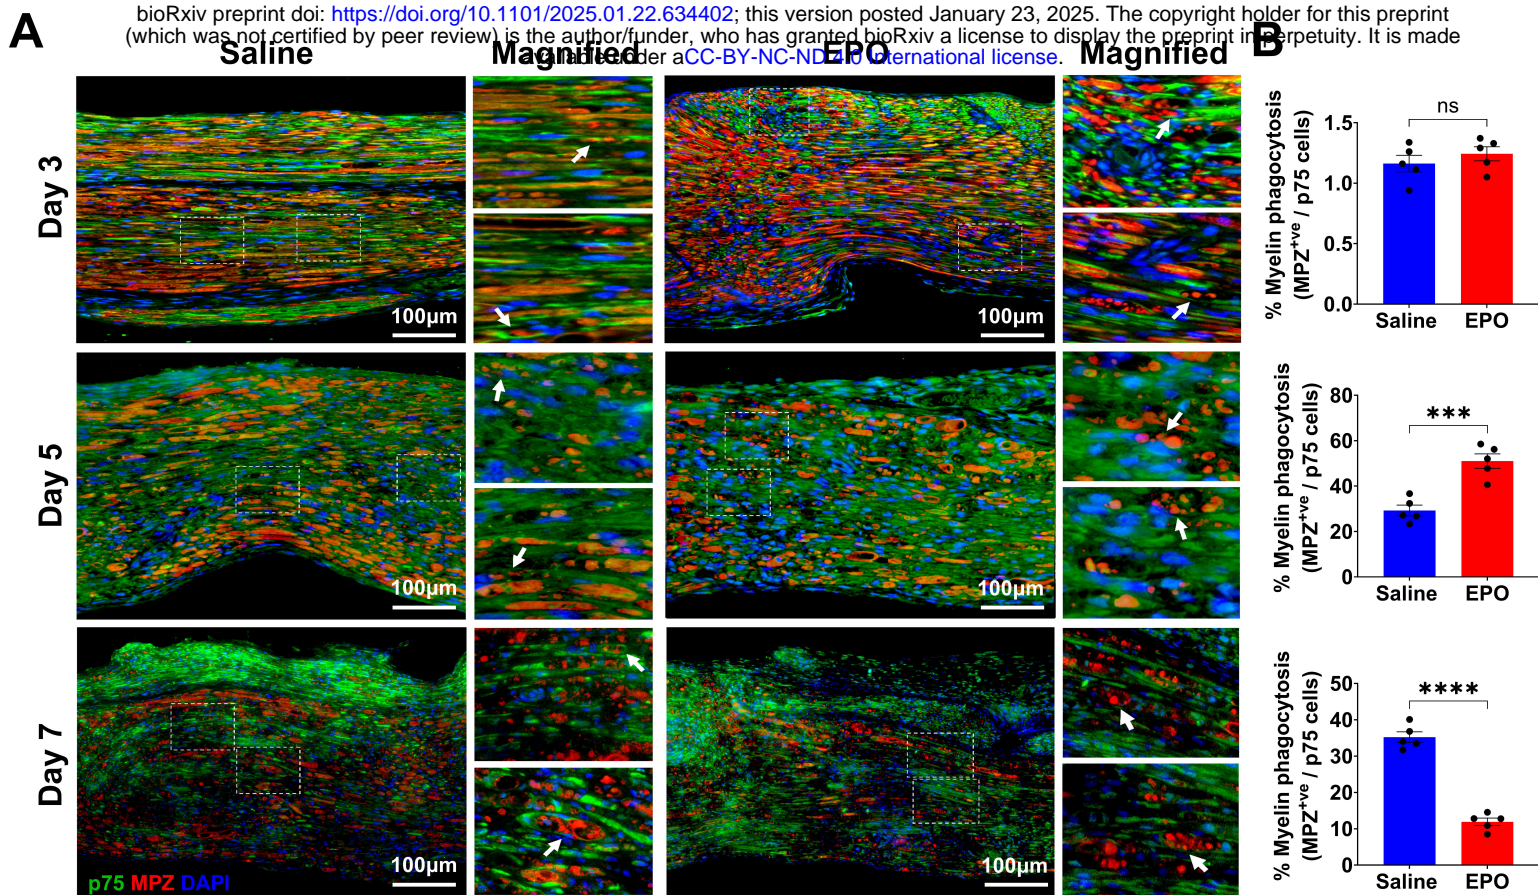 bioRxiv preprint doi: https://doi.org/10.1101/2025.01.22.634402; this version posted January 23, 2025. The copyright holder for this preprint
(which was not certified by peer review) is the author/funder, who has granted bioRxiv a license to display the preprint in perpetuity. It is made
available under aCC-BY-NC-ND 4.0 International license.
A
Saline
Magnified
EPO
Magnified
Day 3
100µm
100µm
Day 5
100µm
100µm
Day 7
p75 MPZ DAPI
100µm
100µm
B
% Myelin phagocytosis
(MPZ+ve / p75 cells)
1.5
1.0
0.5
0.0
ns
Saline
EPO
% Myelin phagocytosis
(MPZ+ve / p75 cells)
80
60
40
20
0
***
Saline
EPO
% Myelin phagocytosis
(MPZ+ve / p75 cells)
50
40
30
20
10
0
****
Saline
EPO